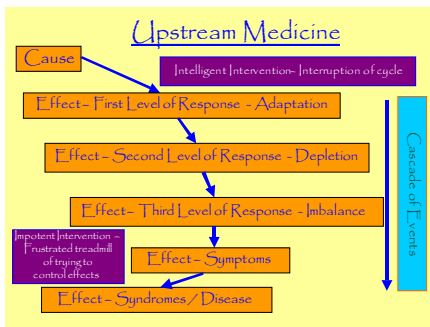 Upstream Medicine
Cause
Intelligent Intervention- Interruption of cycle
Effect – First Level of Response - Adaptation
Effect – Second Level of Response - Depletion
Effect – Third Level of Response - Imbalance
Cascade of Events
Impotent Intervention –
Frustrated treadmill
of trying to
control effects
Effect – Symptoms
Effect – Syndromes / Disease